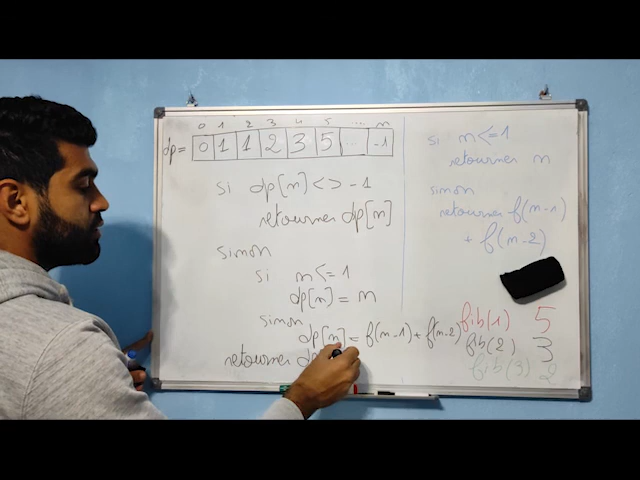 0 1 2 3 4 5 ... n
dp= 0 1 1 2 3 5 ... -1
si dp[n] <> -1
retourner dp[n]
sinon
si n<=1
dp[n] = n
sinon
dp[n] = f(n-1) + f(n-2)
retourner
si n<=1
retourner n
sinon
retourner f(n-1)
+ f(n-2)
fib(1) 5
fib(2) 3
fib(3) 2